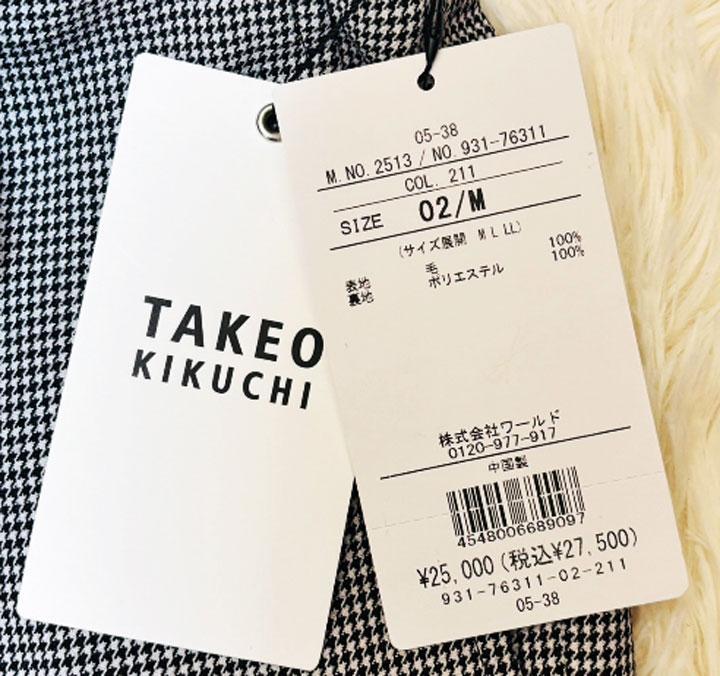 TAKEO
KIKUCHI
05-38
M.NO.2513 / NO.931-76311
COL. 211
SIZE 02/M
(サイズ展開 M L LL)
表地 毛 100%
裏地 ポリエステル 100%
株式会社ワールド
0120-977-917
中国製
4548006689097
¥25,000(税込¥27,500)
931-76311-02-211
05-38